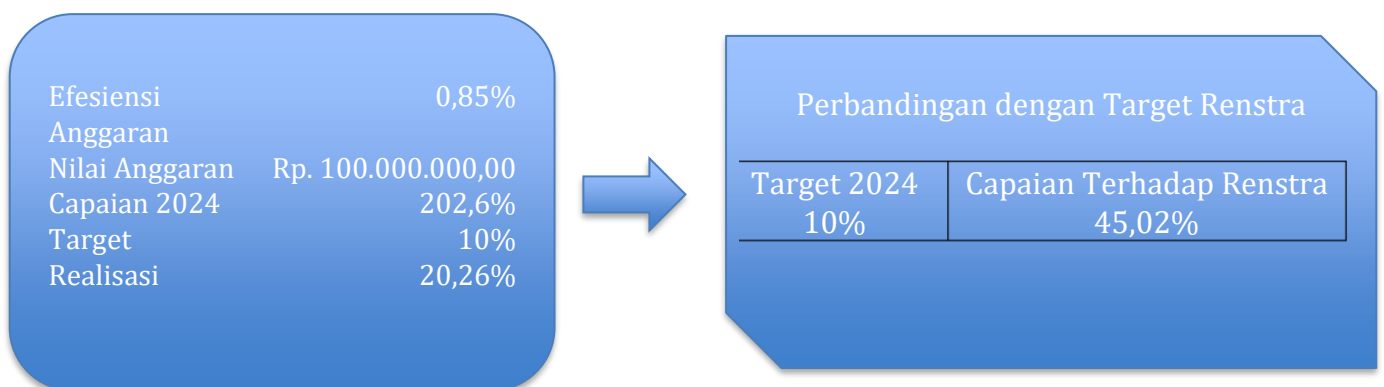 Efesiensi 0,85%
Anggaran
Nilai Anggaran Rp. 100.000.000,00
Capaian 2024 202,6%
Target 10%
Realisasi 20,26%
Perbandingan dengan Target Renstra
Target 2024 Capaian Terhadap Renstra
10% 45,02%